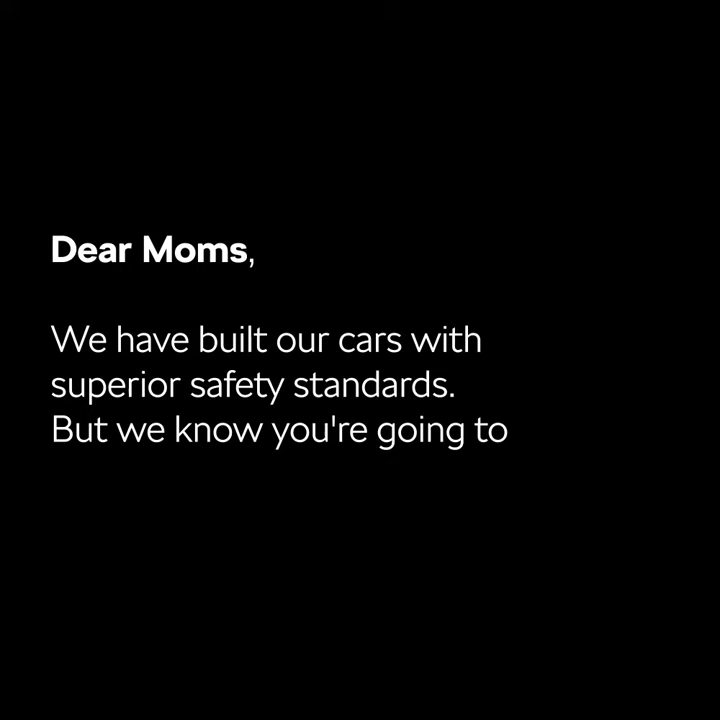 Dear Moms,
We have built our cars with
superior safety standards.
But we know you're going to